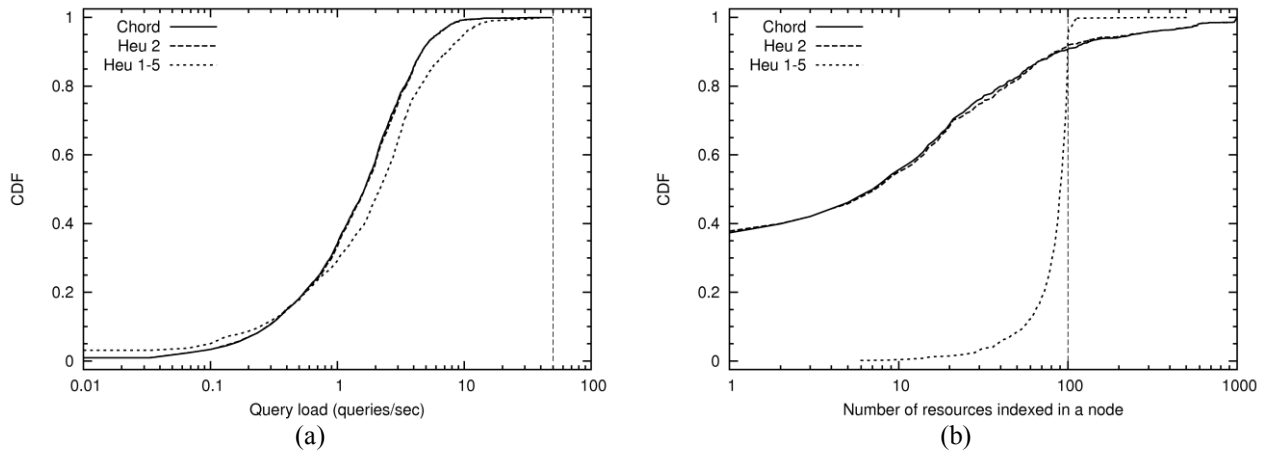 1
0.8
0.6
0.4
0.2
0
CDF
Chord
Heu 2
Heu 1-5
0.01
0.1
1
10
100
Query load (queries/sec)
(a)
1
0.8
0.6
0.4
0.2
0
CDF
Chord
Heu 2
Heu 1-5
1
10
100
1000
Number of resources indexed in a node
(b)